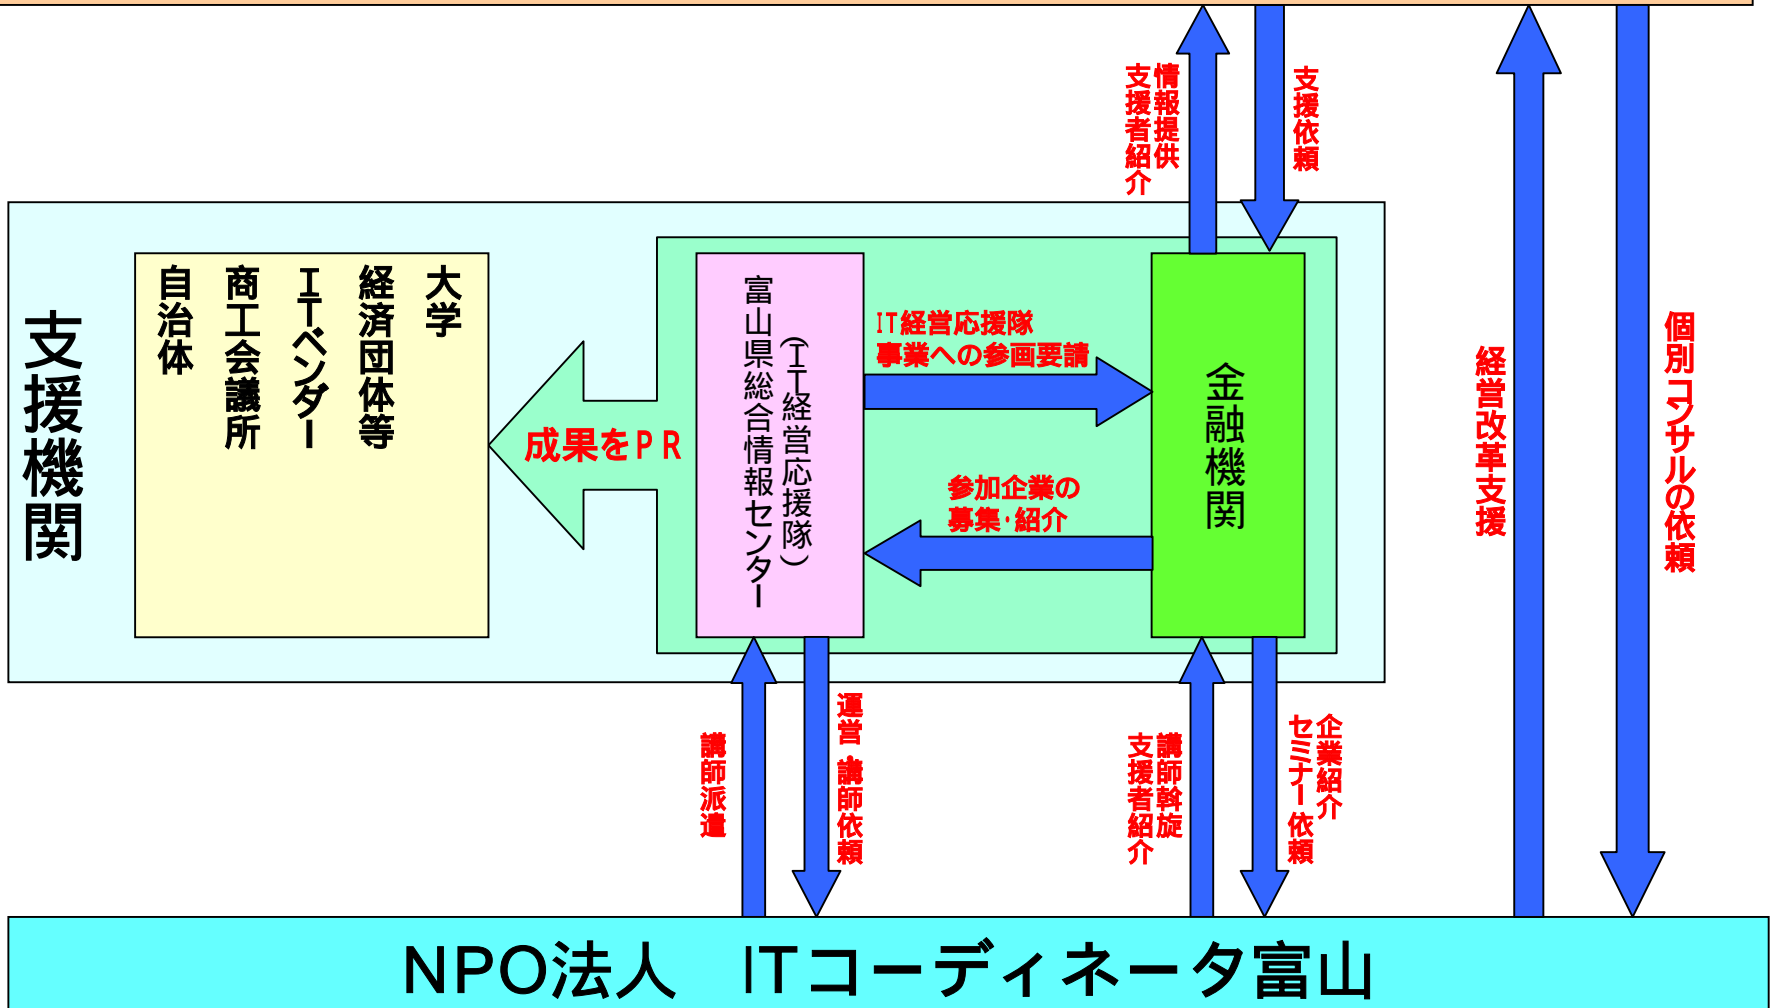 情報提供
支援者紹介
支援依頼
経営改革支援
個別コンサルの依頼
支援機関
大学
経済団体等
ITベンダー
商工会議所
自治体
成果をPR
(IT経営応援隊)
富山県総合情報センター
IT経営応援隊
事業への参画要請
参加企業の
募集・紹介
金融機関
講師派遣
運営・講師依頼
講師斡旋
支援者紹介
企業紹介
セミナー依頼
NPO法人　ITコーディネータ富山